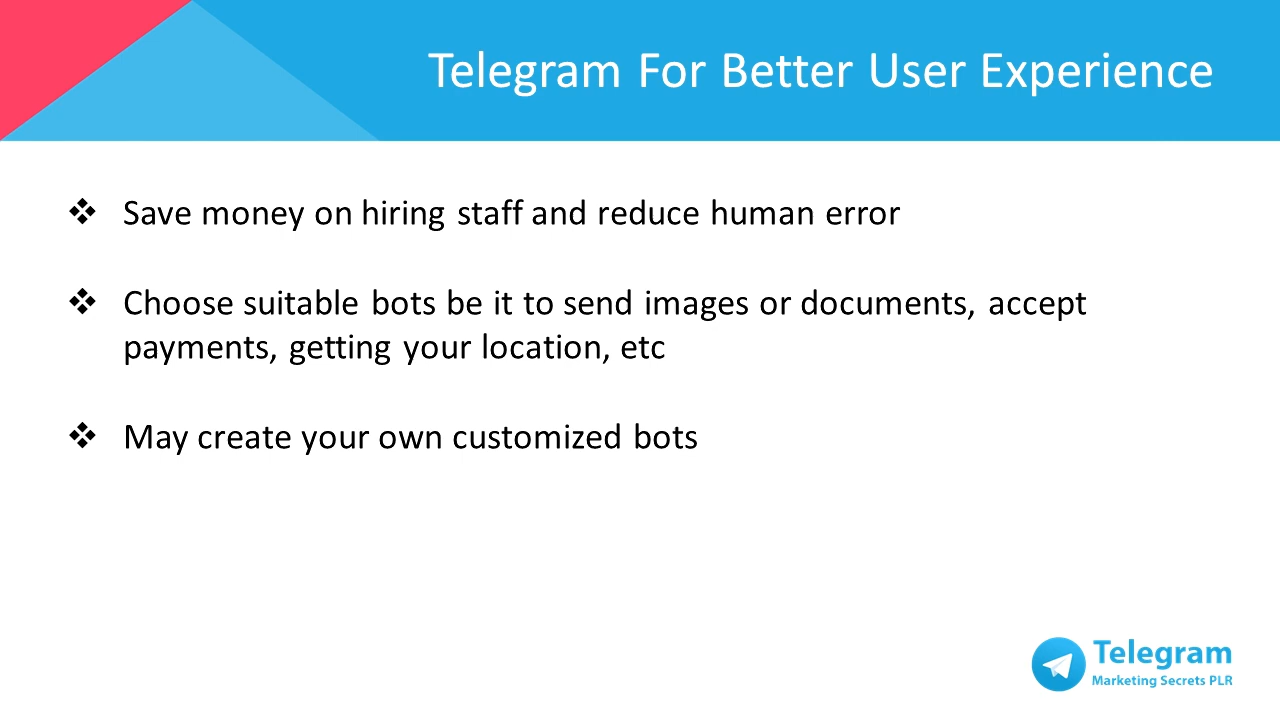 Telegram For Better User Experience
❖ Save money on hiring staff and reduce human error
❖ Choose suitable bots be it to send images or documents, accept
payments, getting your location, etc
❖ May create your own customized bots
Telegram
Marketing Secrets PLR